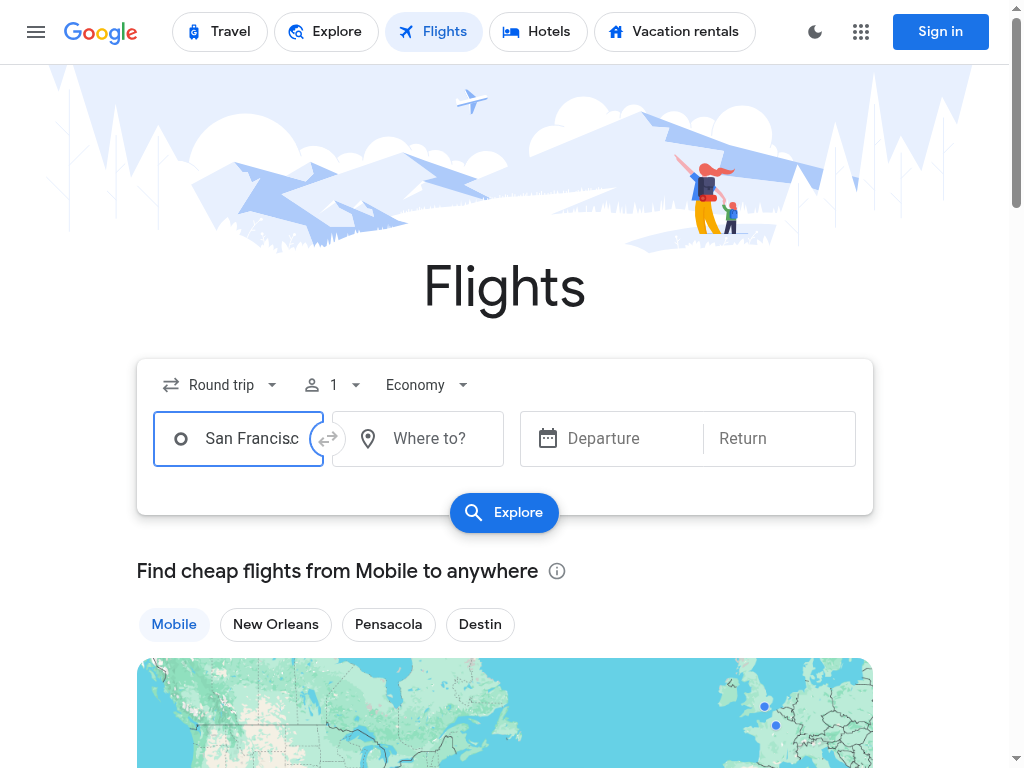 Google
Travel
Explore
Flights
Hotels
Vacation rentals
Sign in
Flights
Round trip
1
Economy
San Francisc
Where to?
Departure
Return
Explore
Find cheap flights from Mobile to anywhere
Mobile
New Orleans
Pensacola
Destin